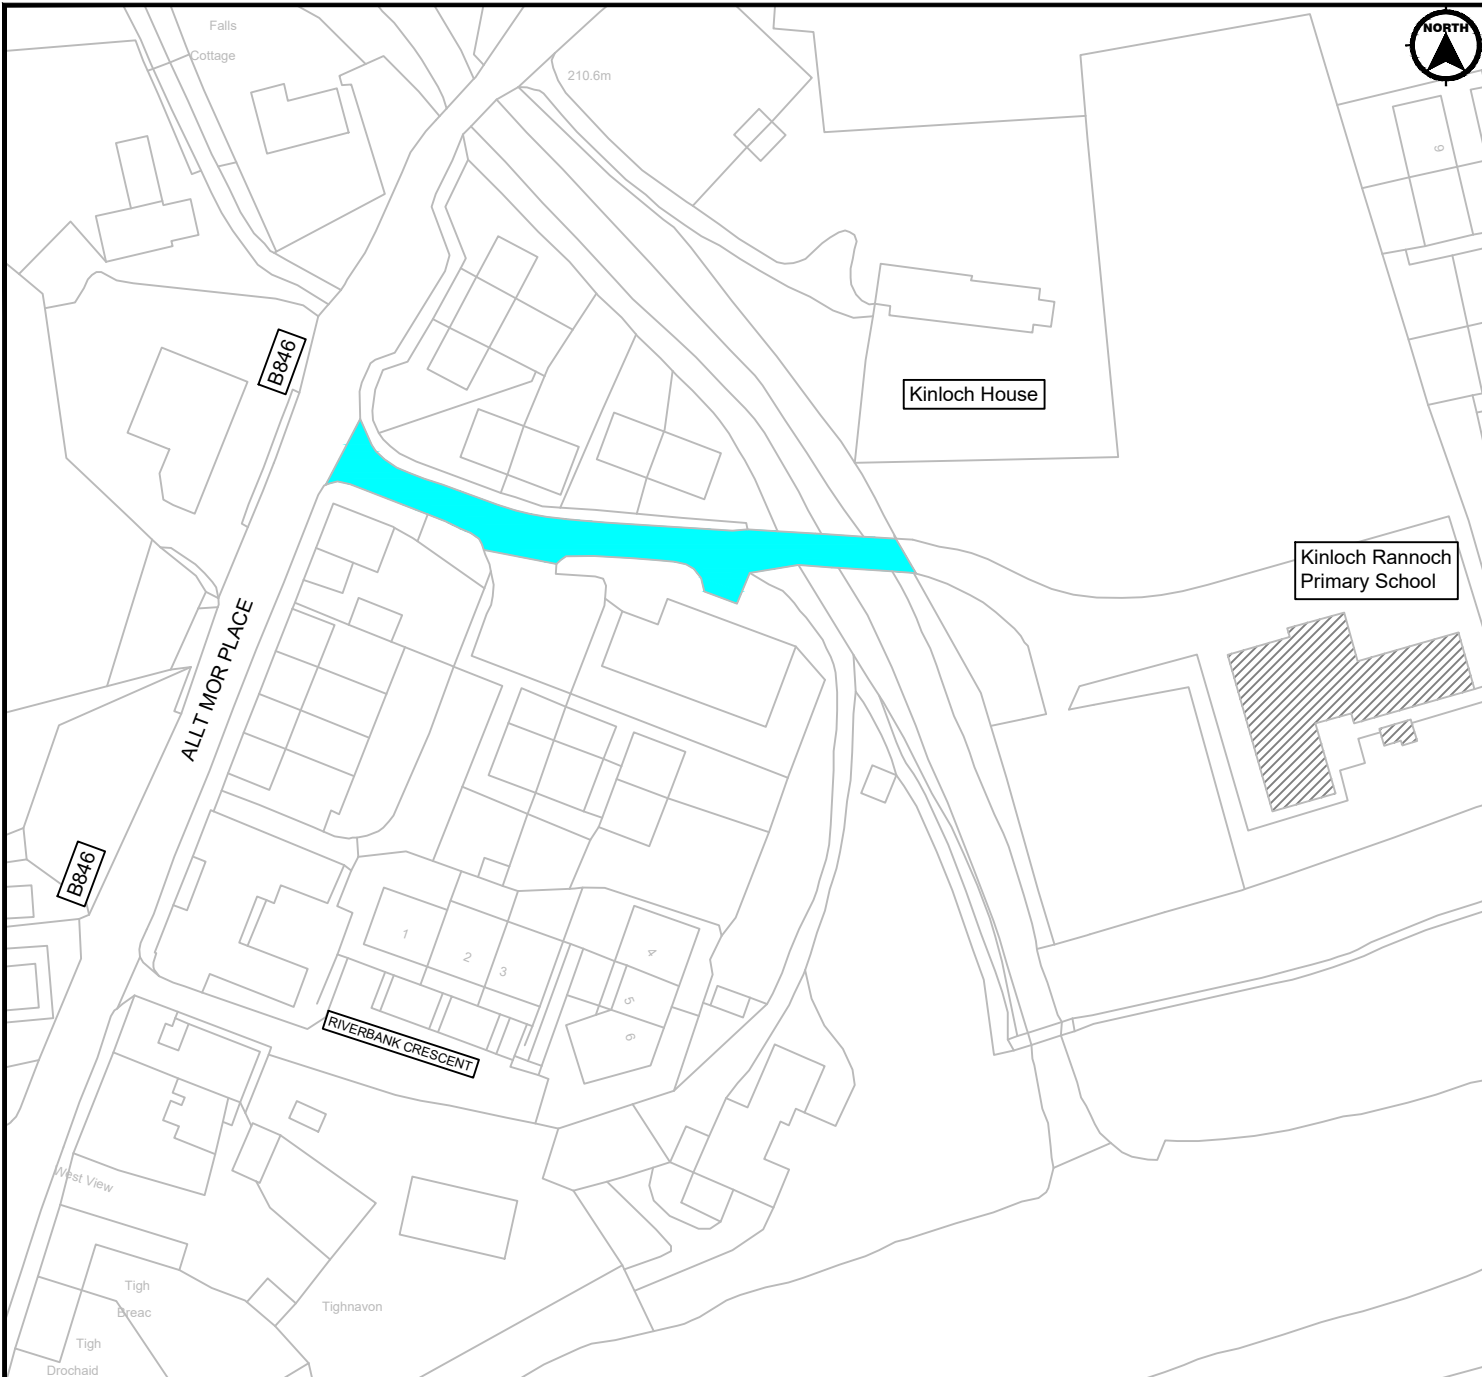 Falls
Cottage
210.6m
NORTH
9
B846
Kinloch House
Kinloch Rannoch
Primary School
ALLT MOR PLACE
B846
1
2
3
4
5
6
RIVERBANK CRESCENT
West View
Tigh
Breac
Tighnavon
Tigh
Drochaid